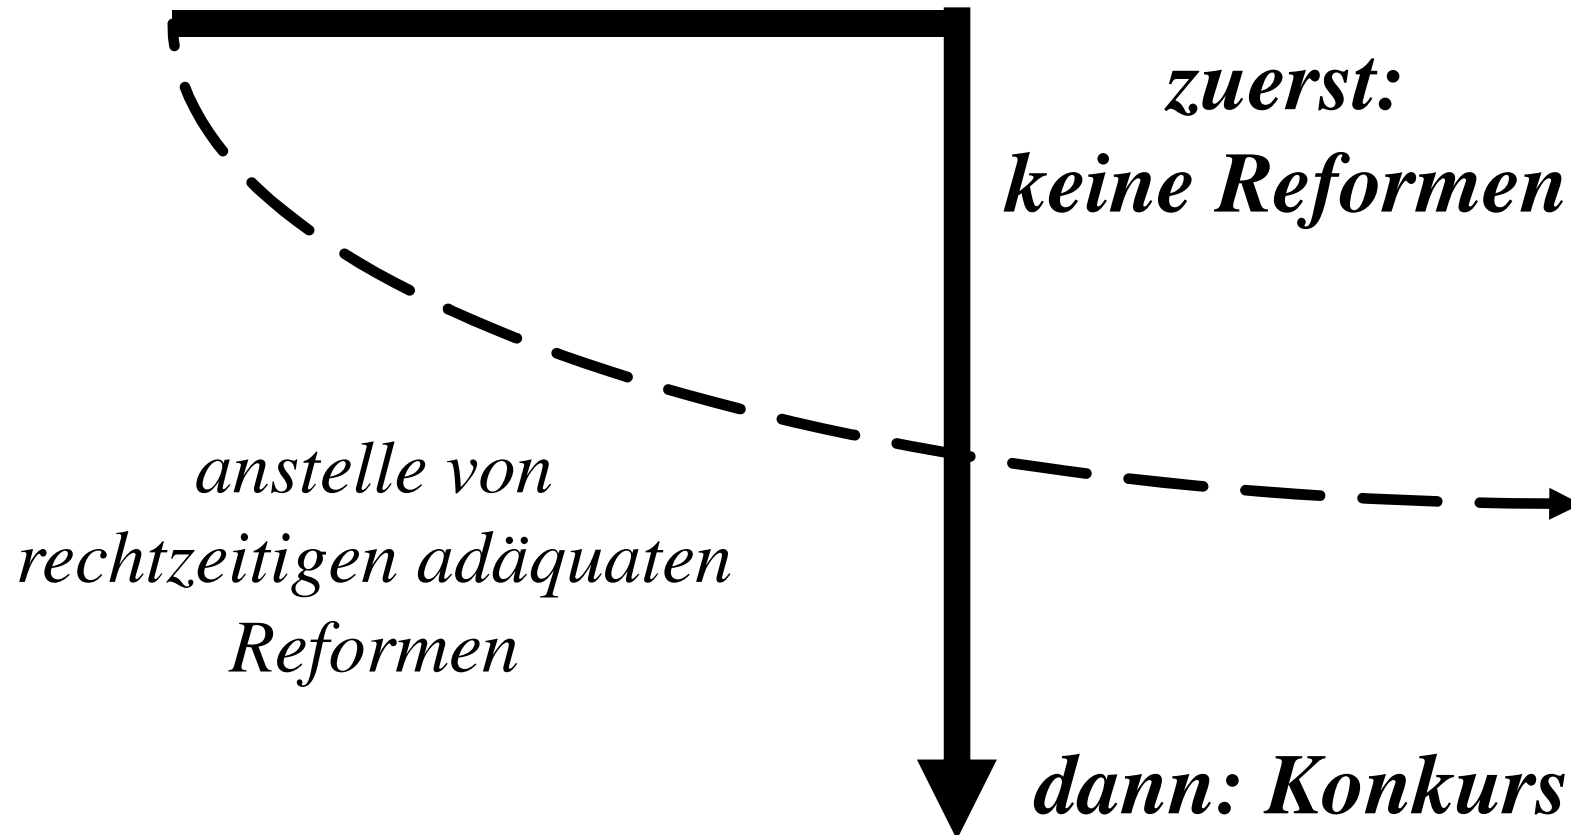 zuerst:
keine Reformen
anstelle von
rechtzeitigen adäquaten
Reformen
dann: Konkurs